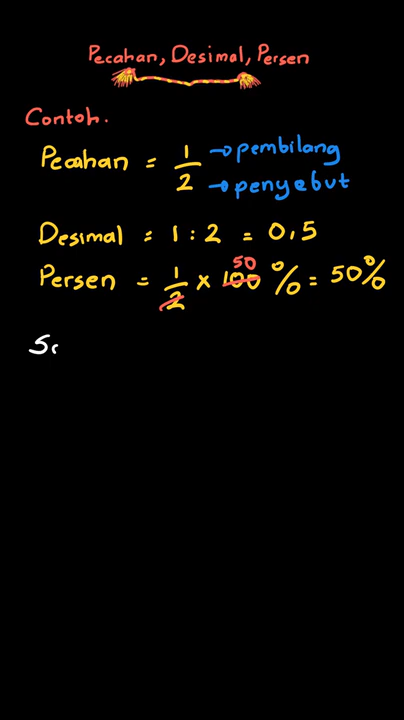 Pecahan, Desimal, Persen
Contoh.
Pecahan = 1/2 → pembilang
→ penyebut
Desimal = 1 : 2 = 0,5
Persen = 1/2 x 100 50 % = 50%